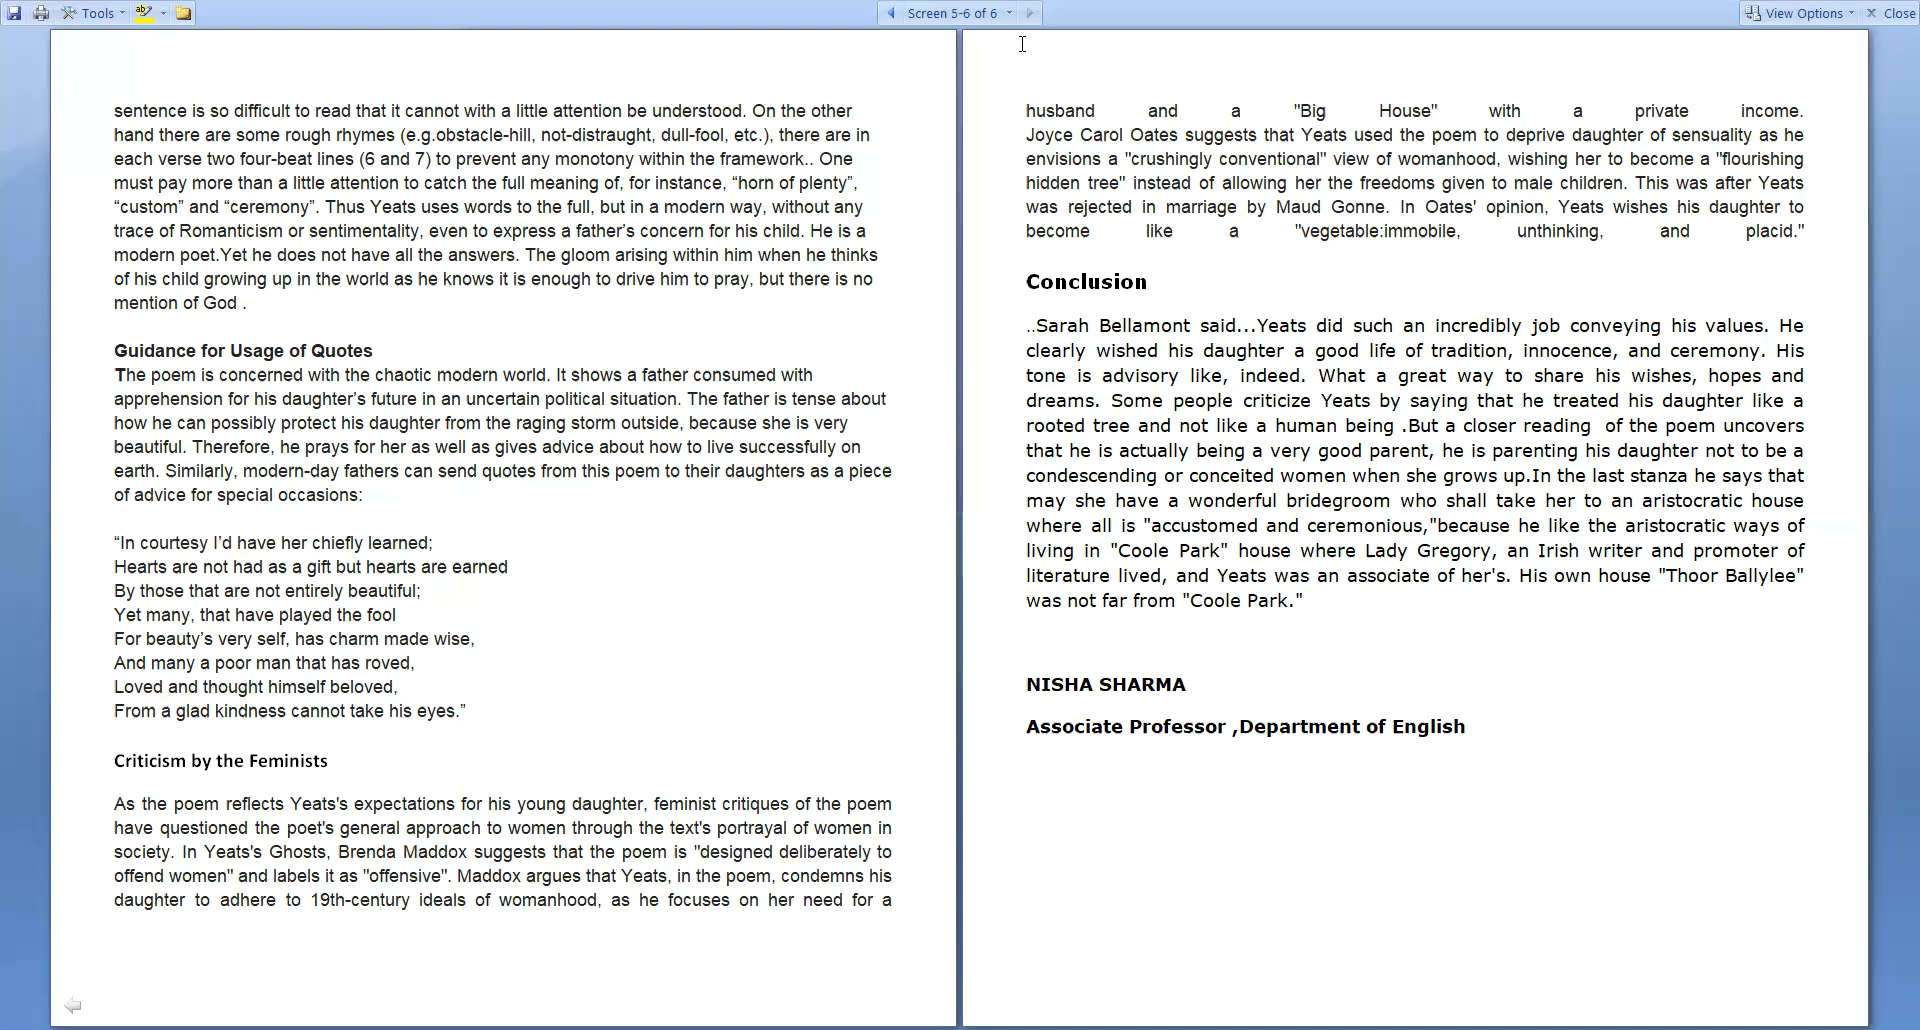 Tools
Screen 5-6 of 6
View Options
Close
sentence is so difficult to read that it cannot with a little attention be understood. On the other
hand there are some rough rhymes (e.g.obstacle-hill, not-distraught, dull-fool, etc.), there are in
each verse two four-beat lines (6 and 7) to prevent any monotony within the framework.. One
must pay more than a little attention to catch the full meaning of, for instance, “horn of plenty”,
“custom” and “ceremony”. Thus Yeats uses words to the full, but in a modern way, without any
trace of Romanticism or sentimentality, even to express a father’s concern for his child. He is a
modern poet.Yet he does not have all the answers. The gloom arising within him when he thinks
of his child growing up in the world as he knows it is enough to drive him to pray, but there is no
mention of God .
Guidance for Usage of Quotes
The poem is concerned with the chaotic modern world. It shows a father consumed with
apprehension for his daughter’s future in an uncertain political situation. The father is tense about
how he can possibly protect his daughter from the raging storm outside, because she is very
beautiful. Therefore, he prays for her as well as gives advice about how to live successfully on
earth. Similarly, modern-day fathers can send quotes from this poem to their daughters as a piece
of advice for special occasions:
“In courtesy I’d have her chiefly learned;
Hearts are not had as a gift but hearts are earned
By those that are not entirely beautiful;
Yet many, that have played the fool
For beauty’s very self, has charm made wise,
And many a poor man that has roved,
Loved and thought himself beloved,
From a glad kindness cannot take his eyes.”
Criticism by the Feminists
As the poem reflects Yeats's expectations for his young daughter, feminist critiques of the poem
have questioned the poet's general approach to women through the text's portrayal of women in
society. In Yeats's Ghosts, Brenda Maddox suggests that the poem is "designed deliberately to
offend women" and labels it as "offensive". Maddox argues that Yeats, in the poem, condemns his
daughter to adhere to 19th-century ideals of womanhood, as he focuses on her need for a
husband and a "Big House" with a private income.
Joyce Carol Oates suggests that Yeats used the poem to deprive daughter of sensuality as he
envisions a "crushingly conventional" view of womanhood, wishing her to become a "flourishing
hidden tree" instead of allowing her the freedoms given to male children. This was after Yeats
was rejected in marriage by Maud Gonne. In Oates' opinion, Yeats wishes his daughter to
become like a "vegetable:immobile, unthinking, and placid."
Conclusion
..Sarah Bellamont said...Yeats did such an incredibly job conveying his values. He
clearly wished his daughter a good life of tradition, innocence, and ceremony. His
tone is advisory like, indeed. What a great way to share his wishes, hopes and
dreams. Some people criticize Yeats by saying that he treated his daughter like a
rooted tree and not like a human being .But a closer reading  of the poem uncovers
that he is actually being a very good parent, he is parenting his daughter not to be a
condescending or conceited women when she grows up.In the last stanza he says that
may she have a wonderful bridegroom who shall take her to an aristocratic house
where all is "accustomed and ceremonious,"because he like the aristocratic ways of
living in "Coole Park" house where Lady Gregory, an Irish writer and promoter of
literature lived, and Yeats was an associate of her's. His own house "Thoor Ballylee"
was not far from "Coole Park."
NISHA SHARMA
Associate Professor ,Department of English